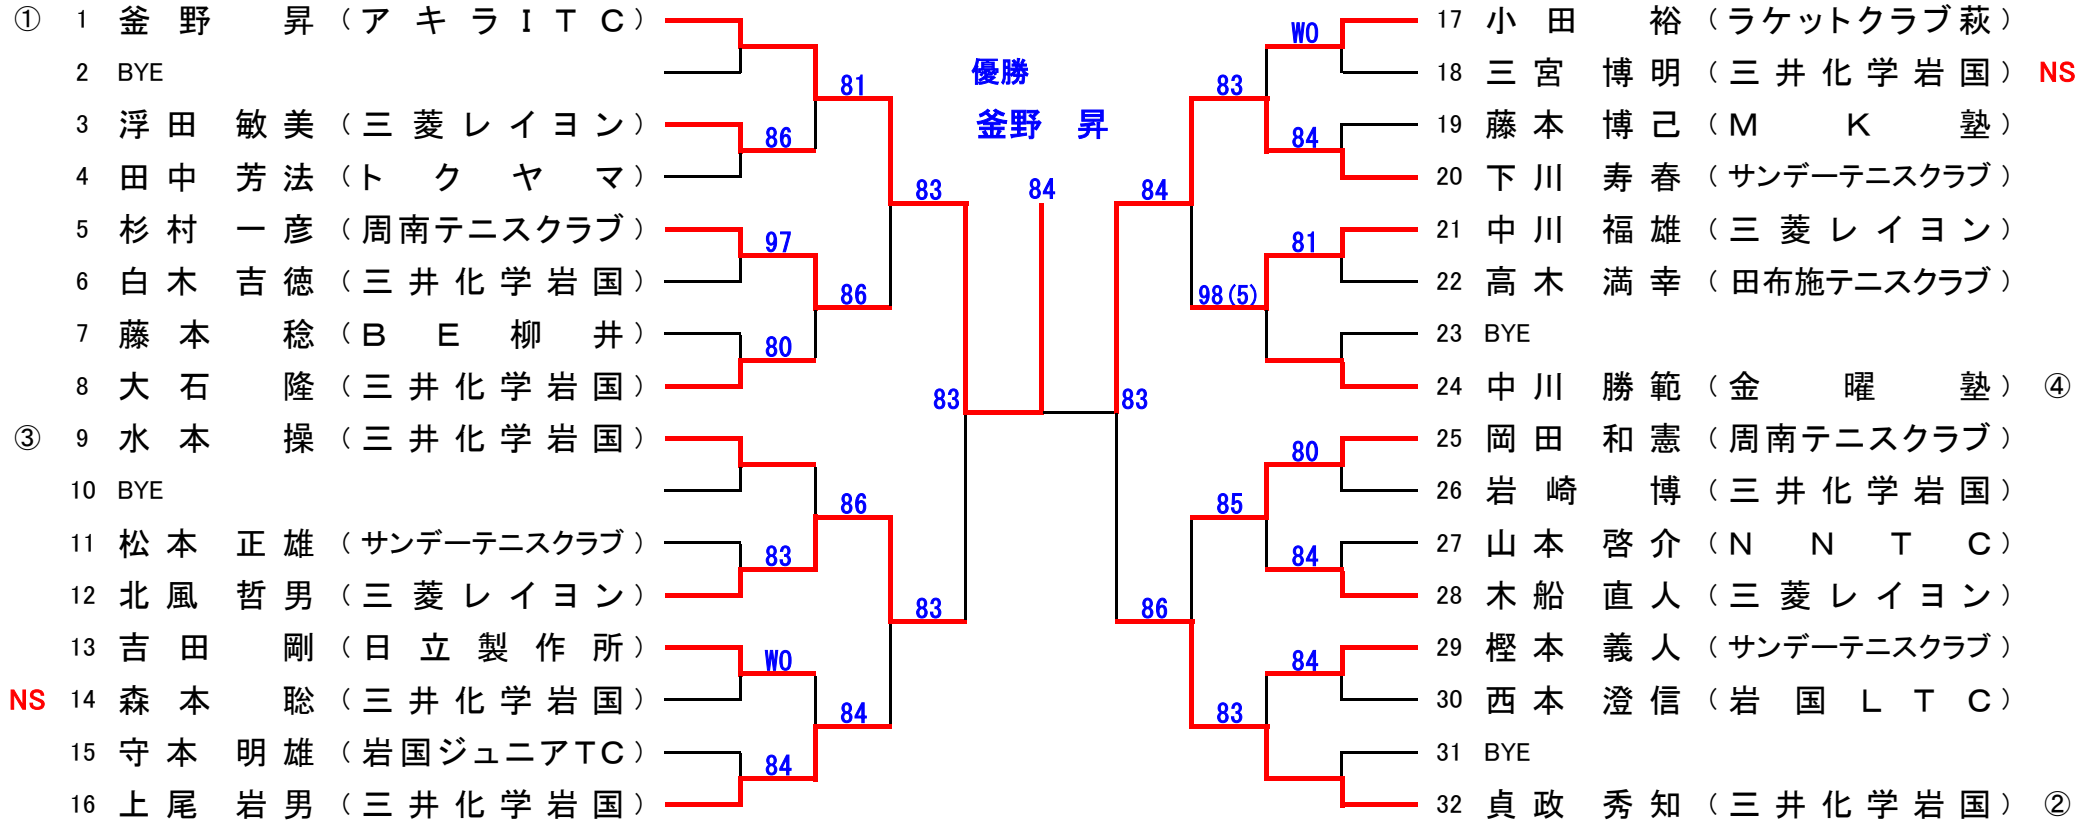 ① 1 釜野 昇 (アキラITC)
2 BYE
3 浮田 敏美 (三菱レイヨン)
4 田中 芳法 (トクヤマ)
5 杉村 一彦 (周南テニスクラブ)
6 白木 吉徳 (三井化学岩国)
7 藤本 稔 (BE柳井)
8 大石 隆 (三井化学岩国)
③ 9 水本 操 (三井化学岩国)
10 BYE
11 松本 正雄 (サンデーテニスクラブ)
12 北風 哲男 (三菱レイヨン)
13 吉田 剛 (日立製作所)
NS 14 森本 聡 (三井化学岩国)
15 守本 明雄 (岩国ジュニアTC)
16 上尾 岩男 (三井化学岩国)
86
97
80
83
WO
84
81
86
86
84
83
83
83
優勝
釜野 昇
84
83
84
86
83
98(5)
85
83
WO
84
81
80
84
84
17 小田 裕 (ラケットクラブ萩)
18 三宮 博明 (三井化学岩国) NS
19 藤本 博己 (MK塾)
20 下川 寿春 (サンデーテニスクラブ)
21 中川 福雄 (三菱レイヨン)
22 高木 満幸 (田布施テニスクラブ)
23 BYE
24 中川 勝範 (金曜塾) ④
25 岡田 和憲 (周南テニスクラブ)
26 岩崎 博 (三井化学岩国)
27 山本 啓介 (NNTC)
28 木船 直人 (三菱レイヨン)
29 樫本 義人 (サンデーテニスクラブ)
30 西本 澄信 (岩国LTC)
31 BYE
32 貞政 秀知 (三井化学岩国) ②